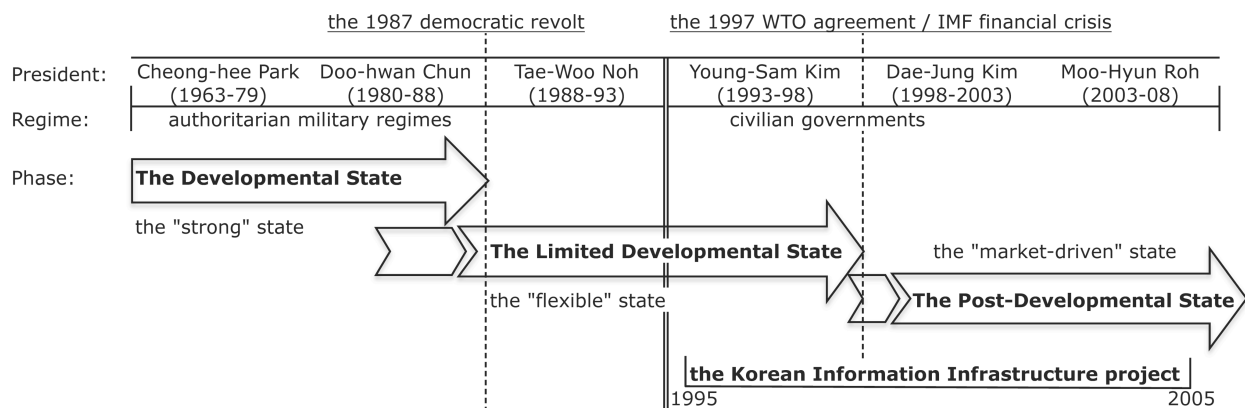 the 1987 democratic revolt
the 1997 WTO agreement / IMF financial crisis
President:
Cheong-hee Park
(1963-79)
Doo-hwan Chun
(1980-88)
Tae-Woo Noh
(1988-93)
Young-Sam Kim
(1993-98)
Dae-Jung Kim
(1998-2003)
Moo-Hyun Roh
(2003-08)
Regime:
authoritarian military regimes
civilian governments
Phase:
The Developmental State
the "strong" state
The Limited Developmental State
the "flexible" state
the "market-driven" state
The Post-Developmental State
the Korean Information Infrastructure project
1995
2005